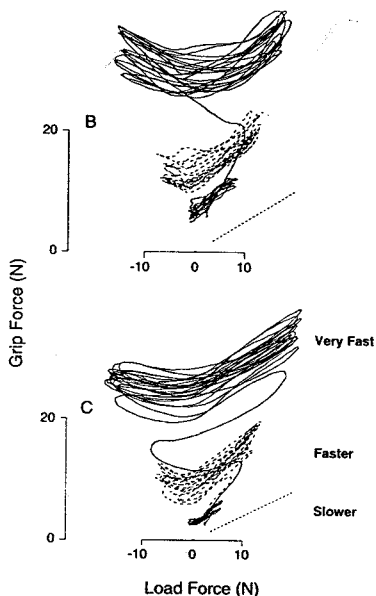 B
20
0
-10 0 10
Grip Force (N)
C
Very Fast
20
Faster
Slower
0
-10 0 10
Load Force (N)